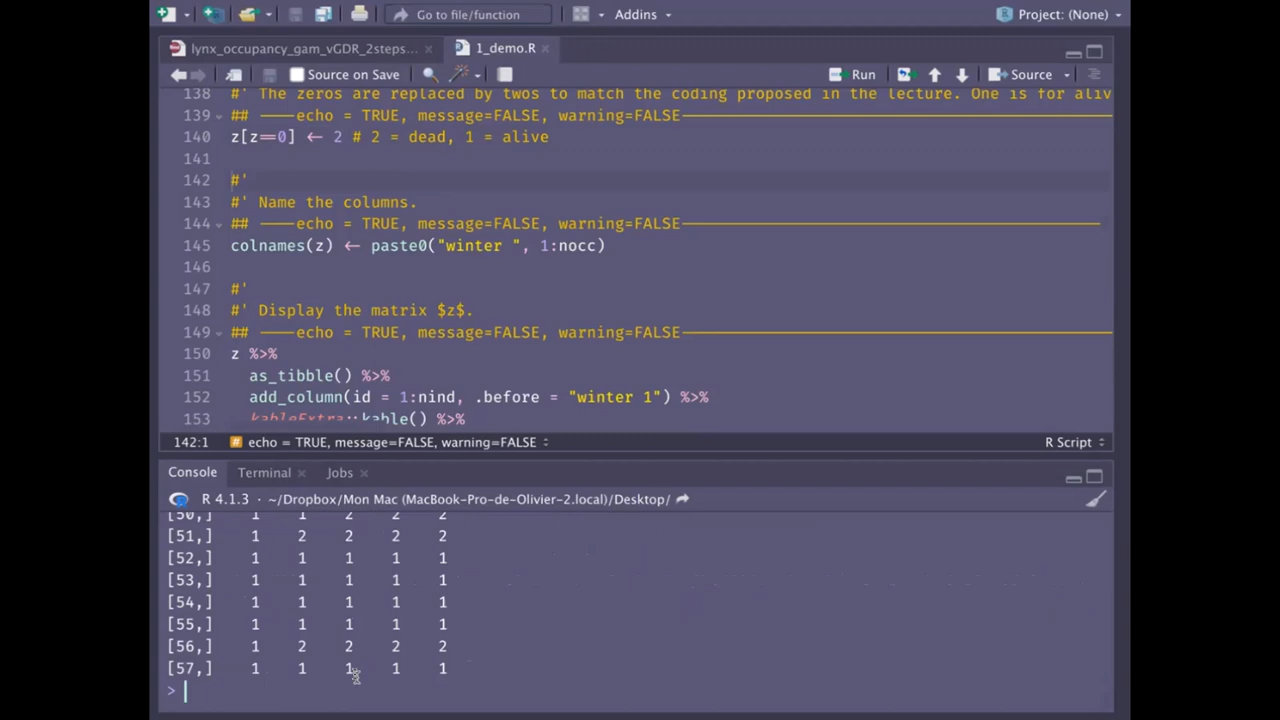 Go to file/function
Addins
Project: (None)
lynx_occupancy_gam_vGDR_2steps...
1_demo.R
Source on Save
Run
Source
138 #' The zeros are replaced by twos to match the coding proposed in the lecture. One is for aliv
139 ## ----echo = TRUE, message=FALSE, warning=FALSE
140 z[z==0] <- 2 # 2 = dead, 1 = alive
141
142 #'
143 #' Name the columns.
144 ## ----echo = TRUE, message=FALSE, warning=FALSE
145 colnames(z) <- paste0("winter ", 1:nocc)
146
147 #'
148 #' Display the matrix $z$.
149 ## ----echo = TRUE, message=FALSE, warning=FALSE
150 z %>%
151 as_tibble() %>%
152 add_column(id = 1:nind, .before = "winter 1") %>%
153 kableExtra::kable() %>%
142:1 # echo = TRUE, message=FALSE, warning=FALSE
R Script
Console Terminal Jobs
R 4.1.3 · ~/Dropbox/Mon Mac (MacBook-Pro-de-Olivier-2.local)/Desktop/
[50,] 1 1 2 2 2
[51,] 1 2 2 2 2
[52,] 1 1 1 1 1
[53,] 1 1 1 1 1
[54,] 1 1 1 1 1
[55,] 1 1 1 1 1
[56,] 1 2 2 2 2
[57,] 1 1 1 1 1
>